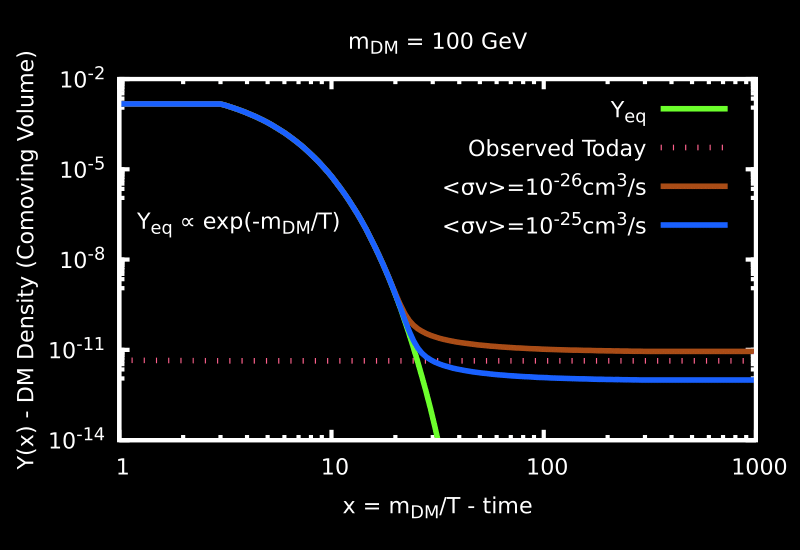 m_DM = 100 GeV
Y(x) - DM Density (Comoving Volume)
10^-2
10^-5
10^-8
10^-11
10^-14
Y_eq
Observed Today
<σv>=10^-26cm^3/s
<σv>=10^-25cm^3/s
Y_eq ∝ exp(-m_DM/T)
1
10
100
1000
x = m_DM/T - time